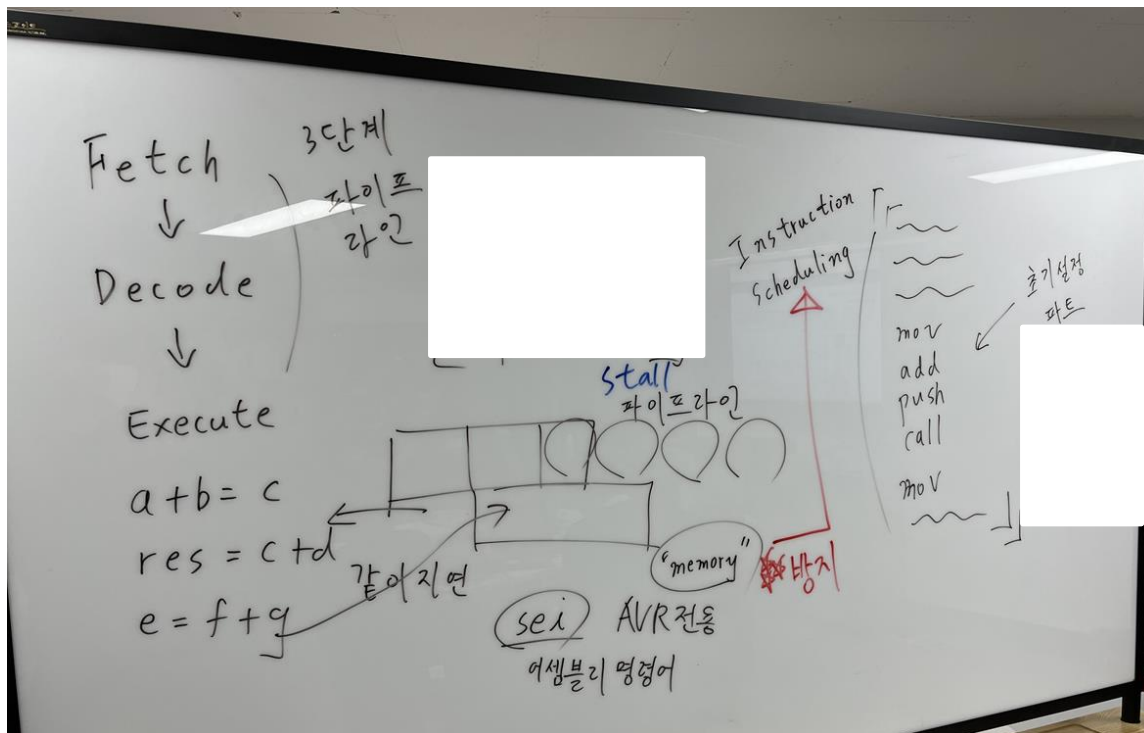 Fetch
↓
Decode
↓
Execute
a+b= c
res = c+d
e = f+g
3단계
파이프
라인
stall
파이프라인
같이 지연
"memory"
방지
sei AVR전통
어셈블리 명령어
Instruction
scheduling
mov
add
push
call
mov
초기설정
파트